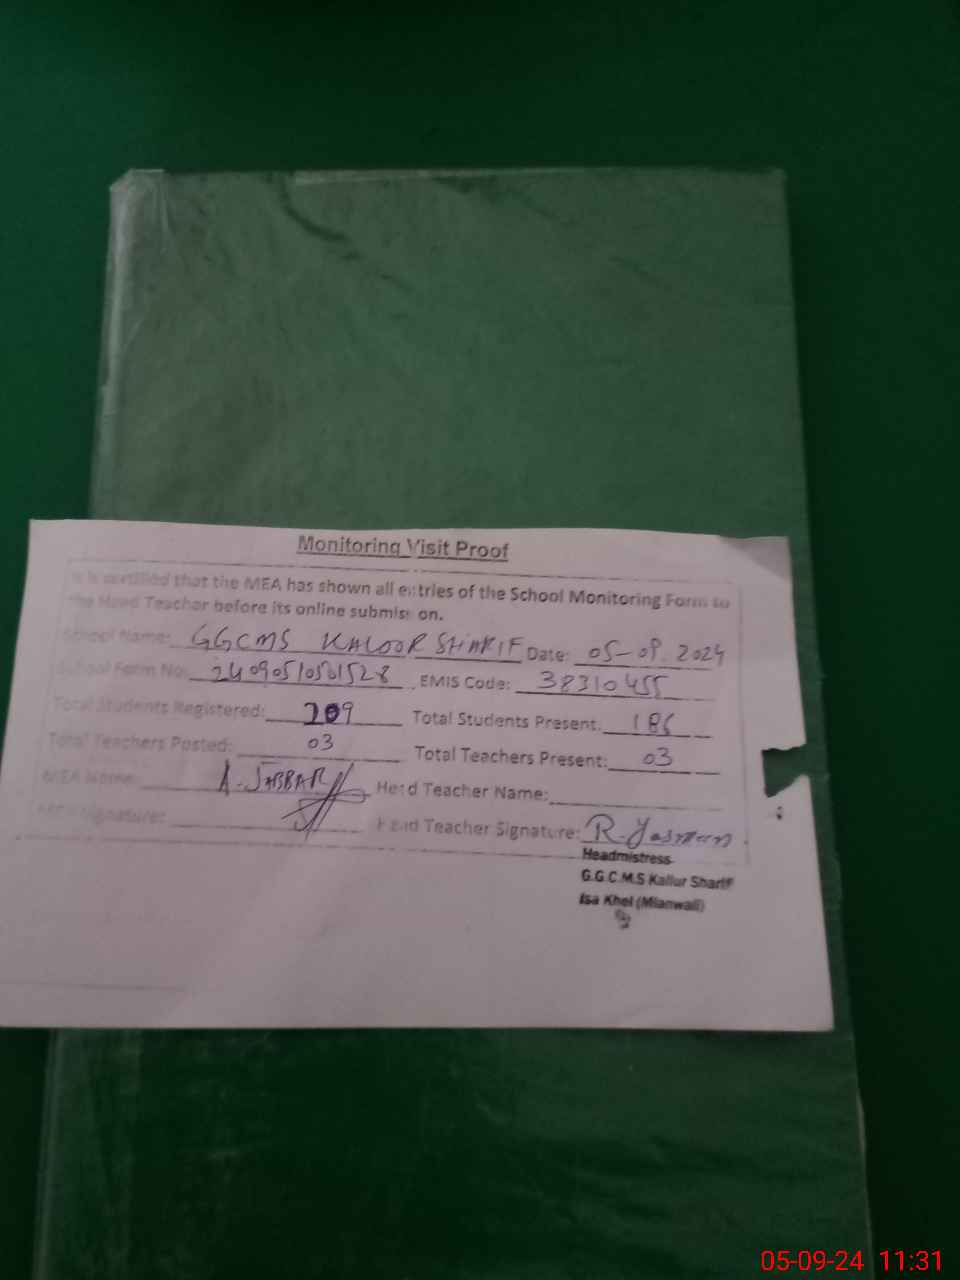 Monitoring Visit Proof
It is certified that the MEA has shown all entries of the School Monitoring Form to
the Head Teacher before its online submission.
School Name: GGCMS KALOOR SHARIF Date: 05-09.2024
School Form No: 24090510501528 EMIS Code: 38310455
Total Students Registered: 209 Total Students Present: 186
Total Teachers Posted: 03 Total Teachers Present: 03
MEA Name: A. JABBAR Head Teacher Name:
Signature: Head Teacher Signature: R. Yasmeen
Headmistress
G.G.C.M.S Kallur Sharif
Isa Khel (Mianwali)
05-09-24 11:31